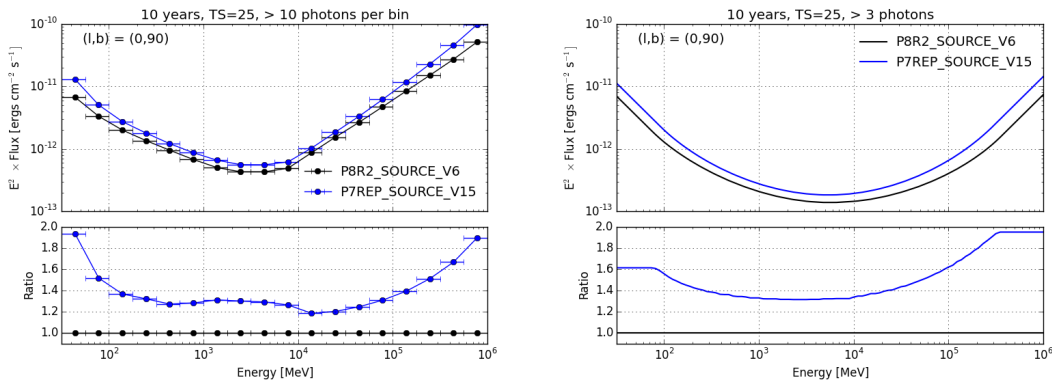 10 years, TS=25, > 10 photons per bin
(l,b) = (0,90)
E² × Flux [ergs cm⁻² s⁻¹]
10⁻¹⁰
10⁻¹¹
10⁻¹²
10⁻¹³
P8R2_SOURCE_V6
P7REP_SOURCE_V15
Ratio
2.0
1.8
1.6
1.4
1.2
1.0
10² 10³ 10⁴ 10⁵ 10⁶
Energy [MeV]
10 years, TS=25, > 3 photons
(l,b) = (0,90)
E² × Flux [ergs cm⁻² s⁻¹]
10⁻¹⁰
10⁻¹¹
10⁻¹²
10⁻¹³
P8R2_SOURCE_V6
P7REP_SOURCE_V15
Ratio
2.0
1.8
1.6
1.4
1.2
1.0
10² 10³ 10⁴ 10⁵ 10⁶
Energy [MeV]